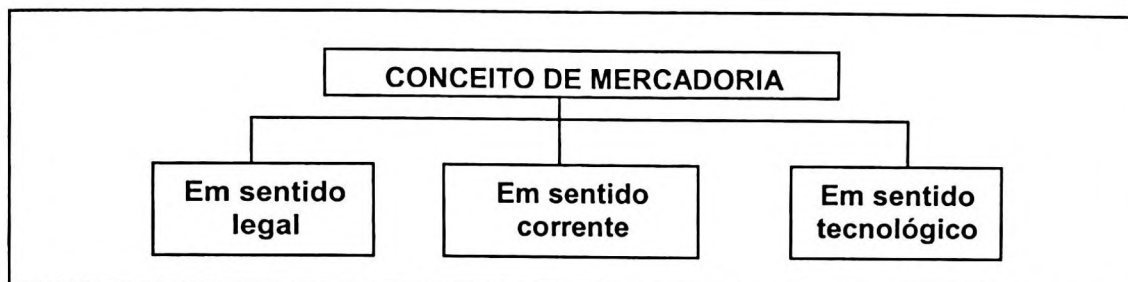 CONCEITO DE MERCADORIA
Em sentido
legal
Em sentido
corrente
Em sentido
tecnológico